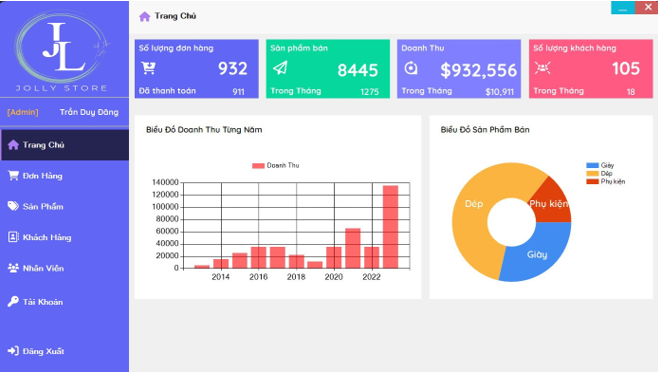 JL
JOLLY STORE
[Admin] Trần Duy Đăng
Trang Chủ
Đơn Hàng
Sản Phẩm
Khách Hàng
Nhân Viên
Tài Khoản
Đăng Xuất
Trang Chủ
Số lượng đơn hàng
932
Đã thanh toán 911
Sản phẩm bán
8445
Trong Tháng 1275
Doanh Thu
$932,556
Trong Tháng $10,911
Số lượng khách hàng
105
Trong Tháng 18
Biểu Đồ Doanh Thu Từng Năm
Doanh Thu
140000
120000
100000
80000
60000
40000
20000
0
2014 2016 2018 2020 2022
Biểu Đồ Sản Phẩm Bán
Giày
Dép
Phụ kiện
Dép
Phụ kiện
Giày